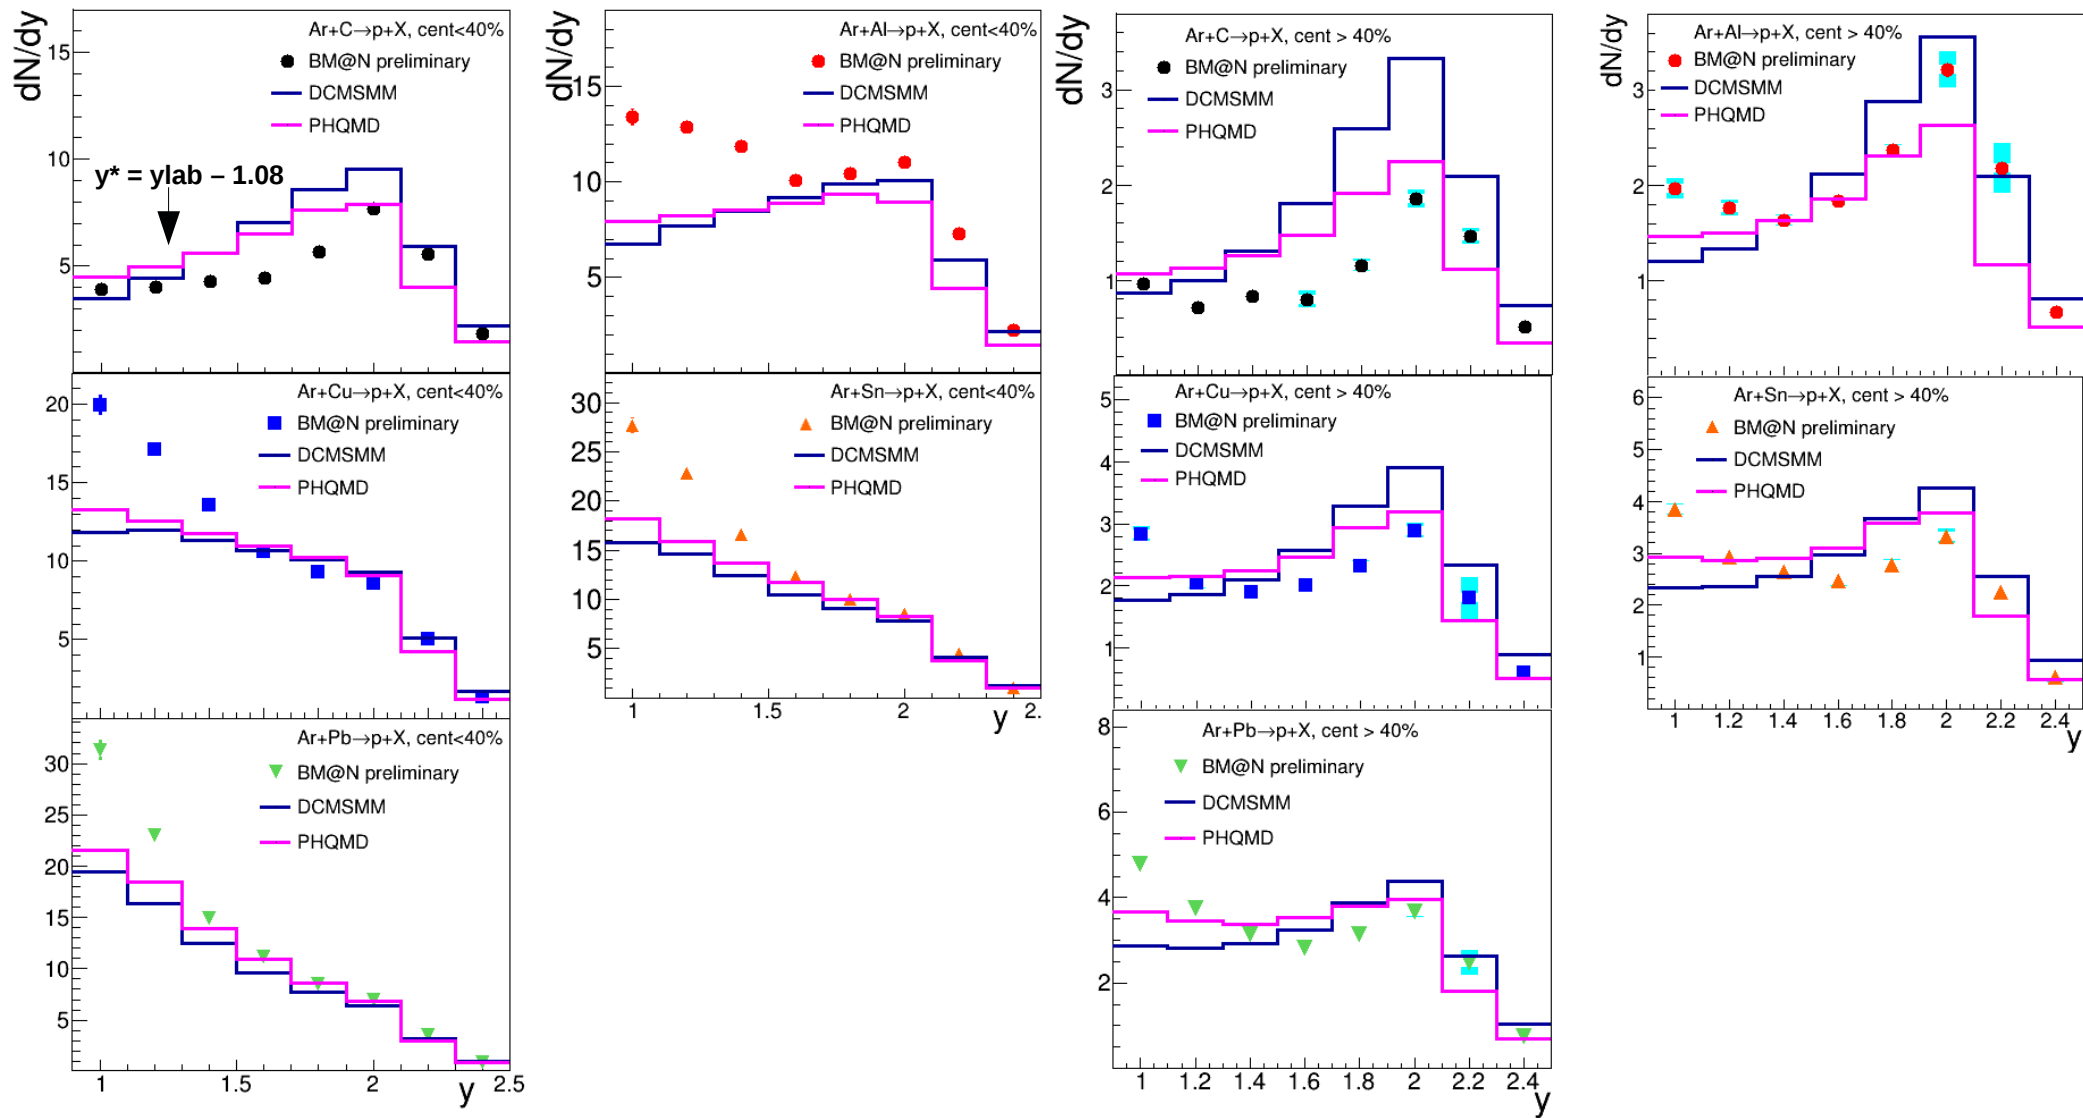 dN/dy
Ar+C→p+X, cent<40%
BM@N preliminary
DCMSMM
PHQMD
y* = ylab – 1.08
15
10
5
dN/dy
Ar+Al→p+X, cent<40%
BM@N preliminary
DCMSMM
PHQMD
15
10
5
dN/dy
Ar+C→p+X, cent > 40%
BM@N preliminary
DCMSMM
PHQMD
3
2
1
dN/dy
Ar+Al→p+X, cent > 40%
BM@N preliminary
DCMSMM
PHQMD
3
2
1
Ar+Cu→p+X, cent<40%
BM@N preliminary
DCMSMM
PHQMD
20
15
10
5
Ar+Sn→p+X, cent<40%
BM@N preliminary
DCMSMM
PHQMD
30
25
20
15
10
5
1 1.5 2 2.
y
Ar+Cu→p+X, cent > 40%
BM@N preliminary
DCMSMM
PHQMD
5
4
3
2
1
Ar+Sn→p+X, cent > 40%
BM@N preliminary
DCMSMM
PHQMD
6
5
4
3
2
1
1 1.2 1.4 1.6 1.8 2 2.2 2.4
y
Ar+Pb→p+X, cent<40%
BM@N preliminary
DCMSMM
PHQMD
30
25
20
15
10
5
1 1.5 2 2.5
y
Ar+Pb→p+X, cent > 40%
BM@N preliminary
DCMSMM
PHQMD
8
6
4
2
1 1.2 1.4 1.6 1.8 2 2.2 2.4
y